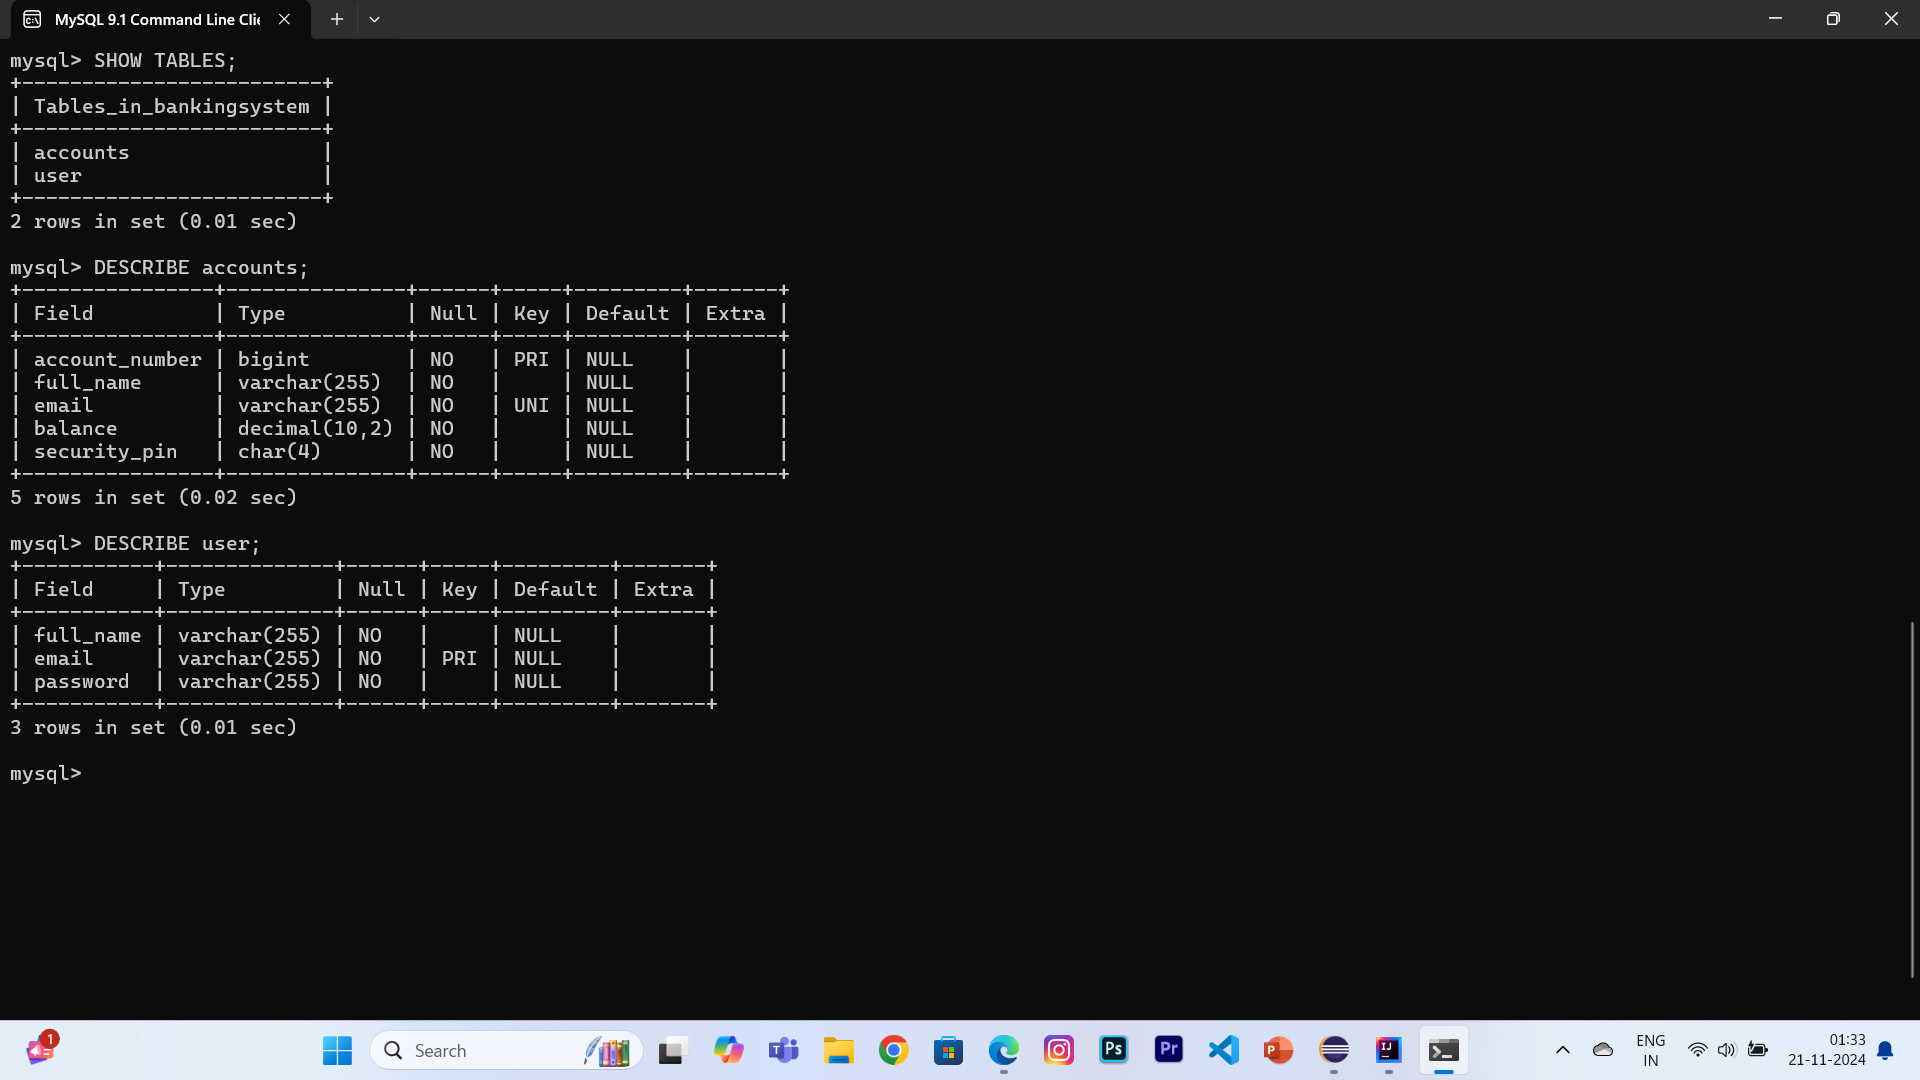 MySQL 9.1 Command Line Clie
mysql> SHOW TABLES;
+-------------------------+
| Tables_in_bankingsystem |
+-------------------------+
| accounts                |
| user                    |
+-------------------------+
2 rows in set (0.01 sec)
mysql> DESCRIBE accounts;
+----------------+---------------+------+-----+---------+-------+
| Field          | Type          | Null | Key | Default | Extra |
+----------------+---------------+------+-----+---------+-------+
| account_number | bigint        | NO   | PRI | NULL    |       |
| full_name      | varchar(255)  | NO   |     | NULL    |       |
| email          | varchar(255)  | NO   | UNI | NULL    |       |
| balance        | decimal(10,2) | NO   |     | NULL    |       |
| security_pin   | char(4)       | NO   |     | NULL    |       |
+----------------+---------------+------+-----+---------+-------+
5 rows in set (0.02 sec)
mysql> DESCRIBE user;
+-----------+--------------+------+-----+---------+-------+
| Field     | Type         | Null | Key | Default | Extra |
+-----------+--------------+------+-----+---------+-------+
| full_name | varchar(255) | NO   |     | NULL    |       |
| email     | varchar(255) | NO   | PRI | NULL    |       |
| password  | varchar(255) | NO   |     | NULL    |       |
+-----------+--------------+------+-----+---------+-------+
3 rows in set (0.01 sec)
mysql>
1
Search
Ps
Pr
P
IJ
ENG
IN
01:33
21-11-2024